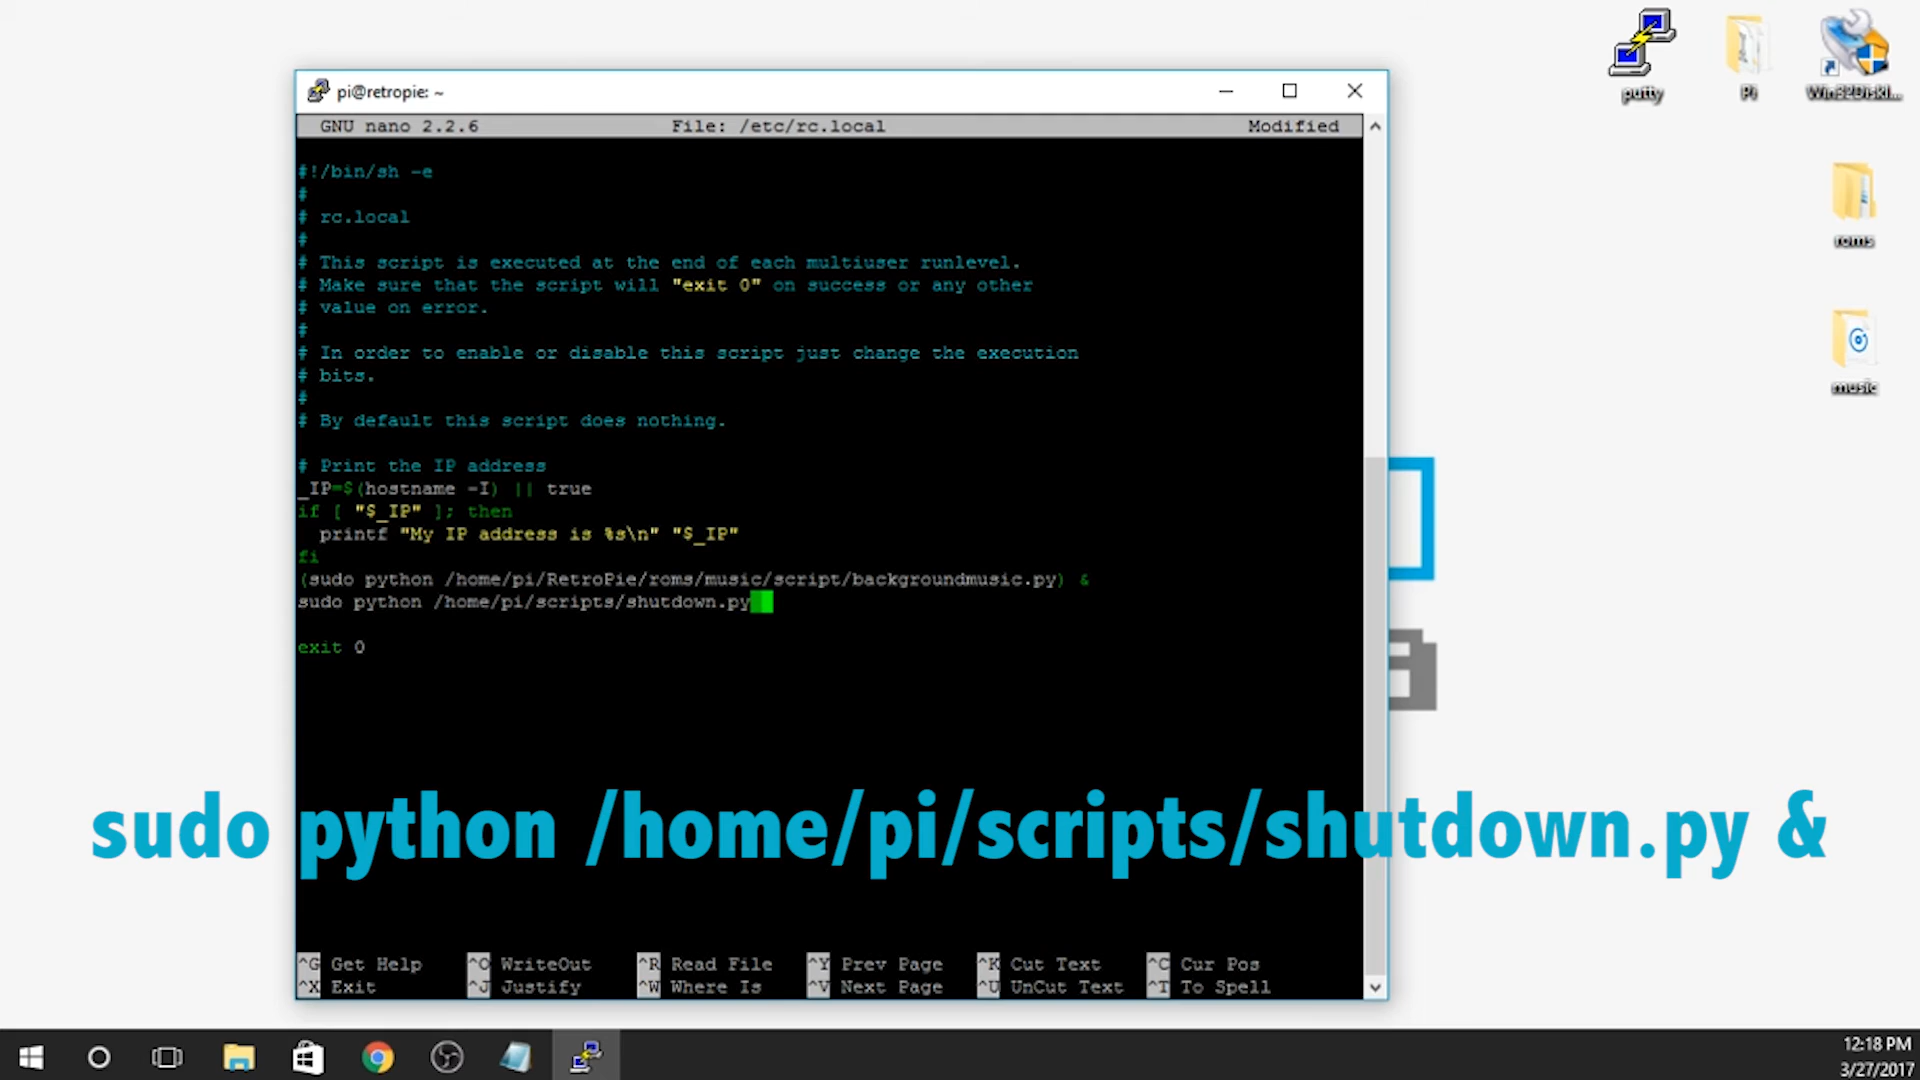 pi@retropie: ~
GNU nano 2.2.6 File: /etc/rc.local Modified
#!/bin/sh -e
#
# rc.local
#
# This script is executed at the end of each multiuser runlevel.
# Make sure that the script will "exit 0" on success or any other
# value on error.
#
# In order to enable or disable this script just change the execution
# bits.
#
# By default this script does nothing.
# Print the IP address
_IP=$(hostname -I) || true
if [ "$_IP" ]; then
printf "My IP address is %s\n" "$_IP"
fi
(sudo python /home/pi/RetroPie/roms/music/script/backgroundmusic.py) &
sudo python /home/pi/scripts/shutdown.py
exit 0
sudo python /home/pi/scripts/shutdown.py &
^G Get Help ^O WriteOut ^R Read File ^Y Prev Page ^K Cut Text ^C Cur Pos
^X Exit ^J Justify ^W Where Is ^V Next Page ^U UnCut Text ^T To Spell
putty
Pi
Win32DiskI...
roms
music
12:18 PM
3/27/2017